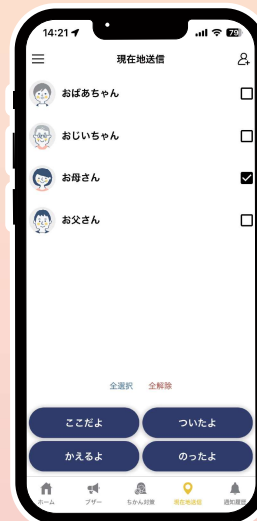 14:21
79
現在地送信
おばあちゃん
おじいちゃん
お母さん
お父さん
全選択 全解除
ここだよ ついたよ
かえるよ のったよ
ホーム ブザー ちかん対策 現在地送信 通知履歴